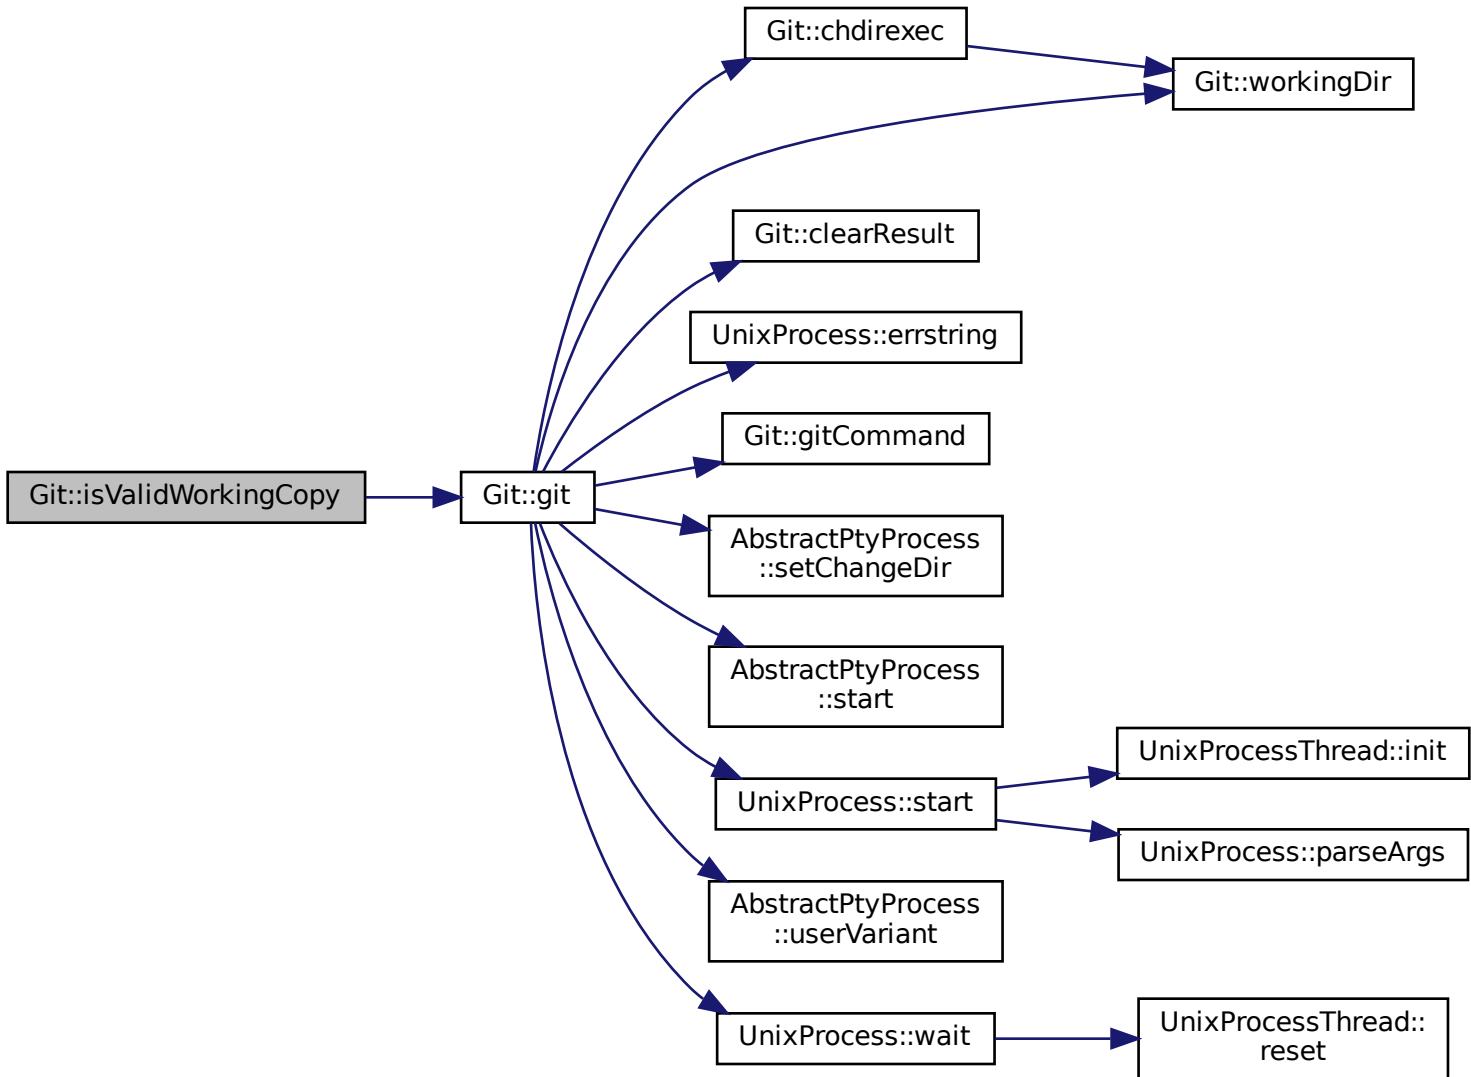 Git::chdirexec
Git::workingDir
Git::clearResult
UnixProcess::errstring
Git::gitCommand
Git::isValidWorkingCopy
Git::git
AbstractPtyProcess
::setChangeDir
AbstractPtyProcess
::start
UnixProcessThread::init
UnixProcess::start
UnixProcess::parseArgs
AbstractPtyProcess
::userVariant
UnixProcess::wait
UnixProcessThread::
reset